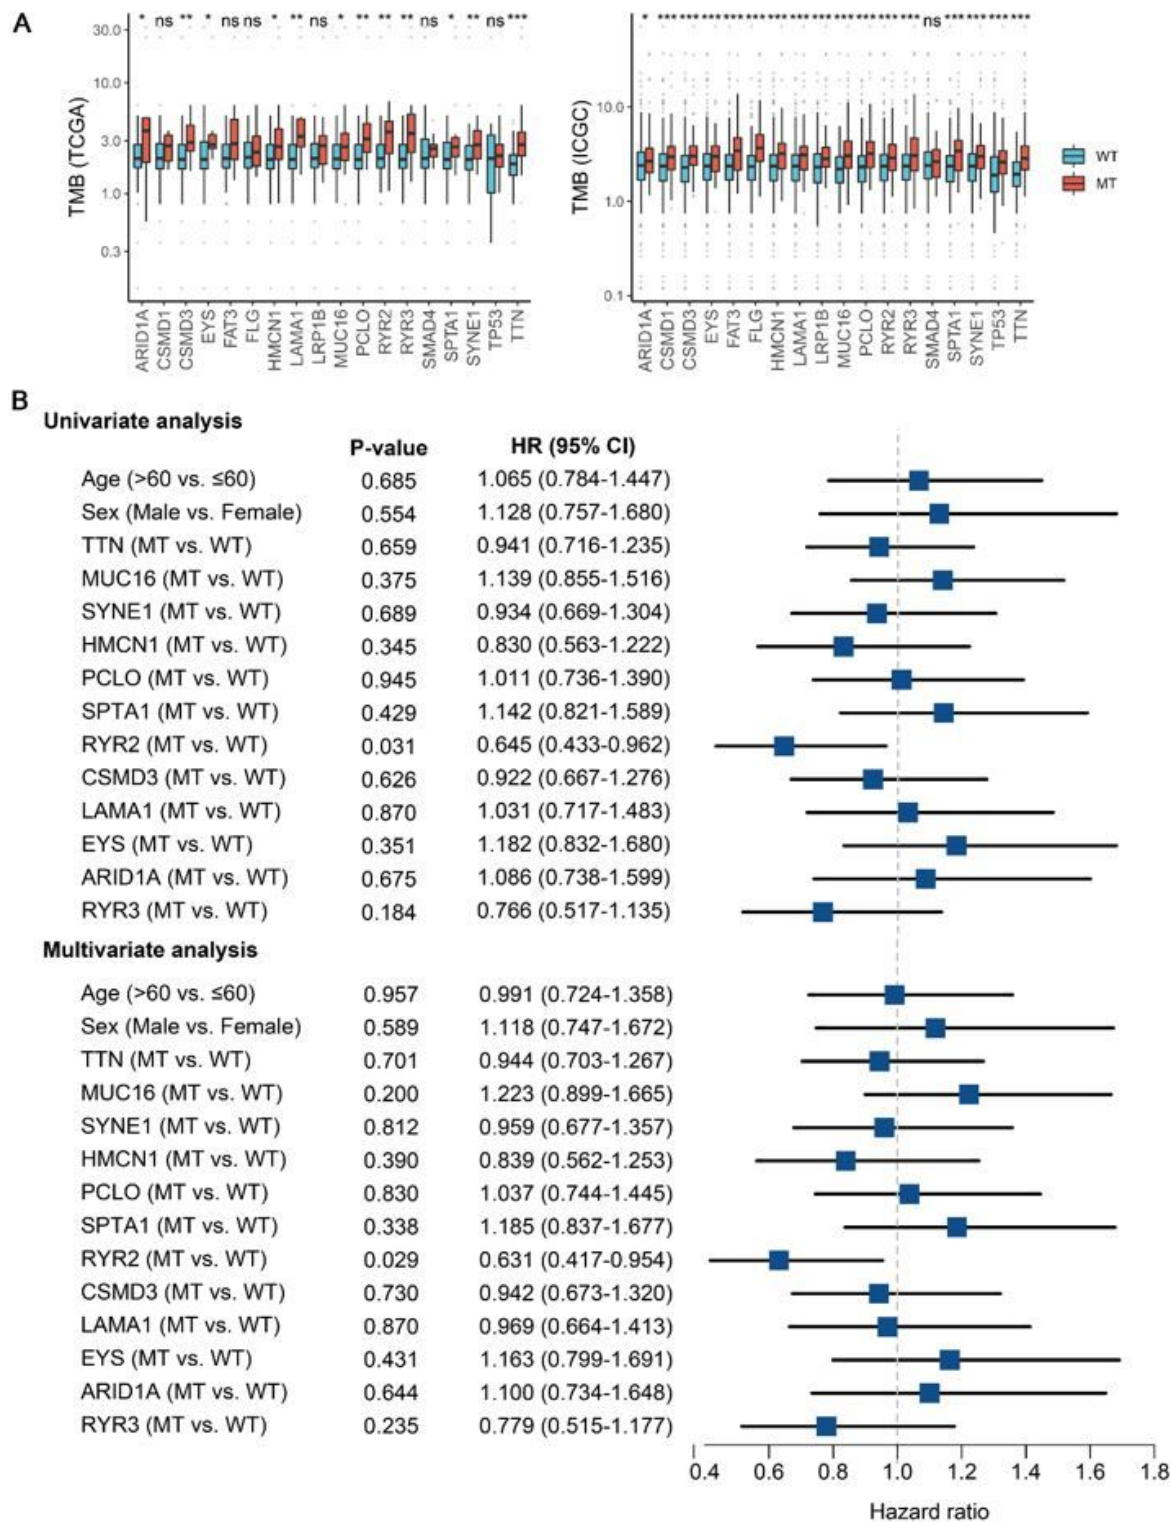 A
* ns ** * ns ns * ** ns * ** ** ** ns * ** ns ***
30.0
10.0
3.0
1.0
0.3
TMB (TCGA)
ARID1A
CSMD1
CSMD3
EYS
FAT3
FLG
HMCN1
LAMA1
LRP1B
MUC16
PCLO
RYR2
RYR3
SMAD4
SPTA1
SYNE1
TP53
TTN
* *** *** *** *** *** *** *** *** *** *** *** *** ns *** *** *** ***
10.0
1.0
0.1
TMB (ICGC)
ARID1A
CSMD1
CSMD3
EYS
FAT3
FLG
HMCN1
LAMA1
LRP1B
MUC16
PCLO
RYR2
RYR3
SMAD4
SPTA1
SYNE1
TP53
TTN
WT
MT
B
Univariate analysis
P-value HR (95% CI)
Age (>60 vs. ≤60) 0.685 1.065 (0.784-1.447)
Sex (Male vs. Female) 0.554 1.128 (0.757-1.680)
TTN (MT vs. WT) 0.659 0.941 (0.716-1.235)
MUC16 (MT vs. WT) 0.375 1.139 (0.855-1.516)
SYNE1 (MT vs. WT) 0.689 0.934 (0.669-1.304)
HMCN1 (MT vs. WT) 0.345 0.830 (0.563-1.222)
PCLO (MT vs. WT) 0.945 1.011 (0.736-1.390)
SPTA1 (MT vs. WT) 0.429 1.142 (0.821-1.589)
RYR2 (MT vs. WT) 0.031 0.645 (0.433-0.962)
CSMD3 (MT vs. WT) 0.626 0.922 (0.667-1.276)
LAMA1 (MT vs. WT) 0.870 1.031 (0.717-1.483)
EYS (MT vs. WT) 0.351 1.182 (0.832-1.680)
ARID1A (MT vs. WT) 0.675 1.086 (0.738-1.599)
RYR3 (MT vs. WT) 0.184 0.766 (0.517-1.135)
Multivariate analysis
Age (>60 vs. ≤60) 0.957 0.991 (0.724-1.358)
Sex (Male vs. Female) 0.589 1.118 (0.747-1.672)
TTN (MT vs. WT) 0.701 0.944 (0.703-1.267)
MUC16 (MT vs. WT) 0.200 1.223 (0.899-1.665)
SYNE1 (MT vs. WT) 0.812 0.959 (0.677-1.357)
HMCN1 (MT vs. WT) 0.390 0.839 (0.562-1.253)
PCLO (MT vs. WT) 0.830 1.037 (0.744-1.445)
SPTA1 (MT vs. WT) 0.338 1.185 (0.837-1.677)
RYR2 (MT vs. WT) 0.029 0.631 (0.417-0.954)
CSMD3 (MT vs. WT) 0.730 0.942 (0.673-1.320)
LAMA1 (MT vs. WT) 0.870 0.969 (0.664-1.413)
EYS (MT vs. WT) 0.431 1.163 (0.799-1.691)
ARID1A (MT vs. WT) 0.644 1.100 (0.734-1.648)
RYR3 (MT vs. WT) 0.235 0.779 (0.515-1.177)
0.4 0.6 0.8 1.0 1.2 1.4 1.6 1.8
Hazard ratio